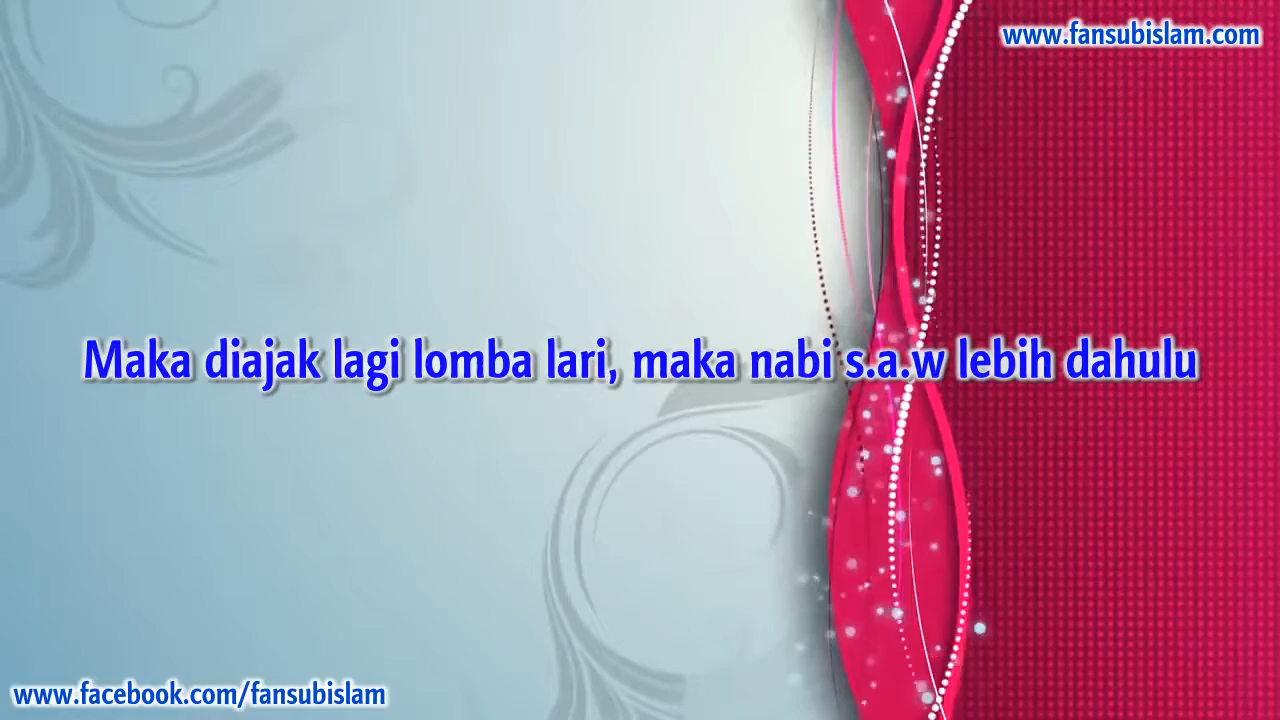 www.fansubislam.com
Maka diajak lagi lomba lari, maka nabi s.a.w lebih dahulu
www.facebook.com/fansubislam